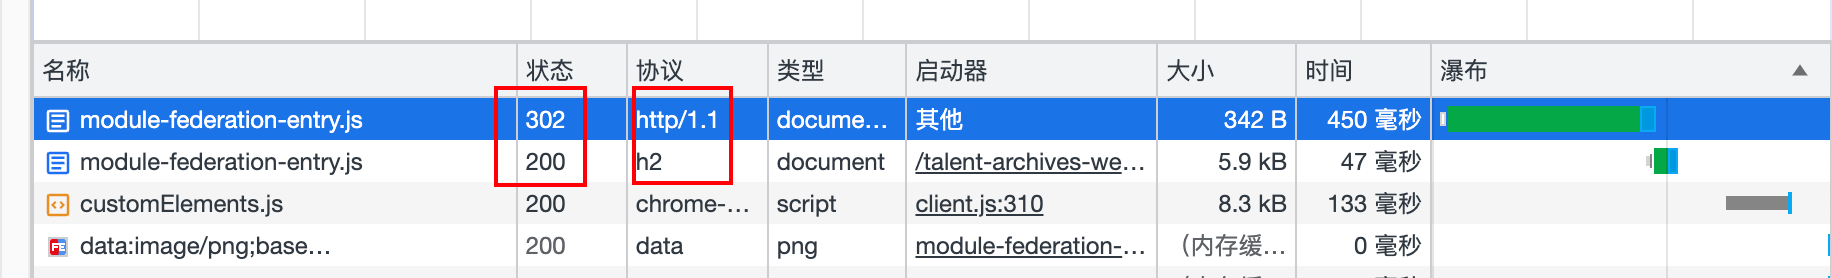 名称 状态 协议 类型 启动器 大小 时间 瀑布
module-federation-entry.js 302 http/1.1 docume… 其他 342 B 450 毫秒
module-federation-entry.js 200 h2 document /talent-archives-we… 5.9 kB 47 毫秒
customElements.js 200 chrome-… script client.js:310 8.3 kB 133 毫秒
data:image/png;base… 200 data png module-federation-… (内存缓… 0 毫秒